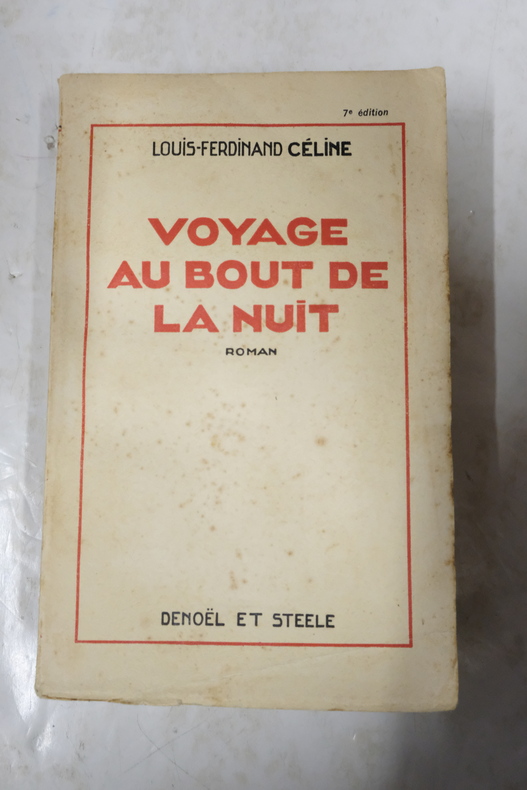 7e édition
LOUIS-FERDINAND CÉLINE
VOYAGE
AU BOUT DE
LA NUIT
ROMAN
DENOËL ET STEELE